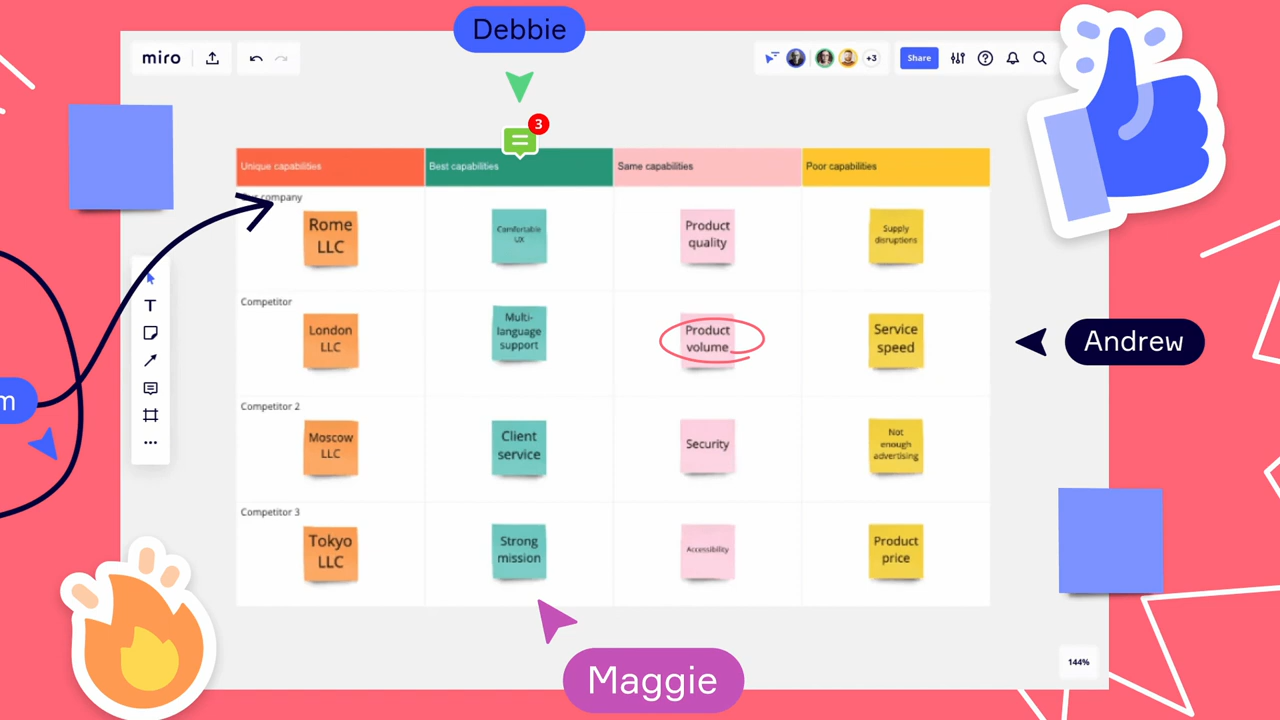 Debbie
miro
+3
Share
3
Unique capabilities
Best capabilities
Same capabilities
Poor capabilities
company
Rome
LLC
Comfortable
UX
Product
quality
Supply
disruptions
Competitor
London
LLC
Multi-
language
support
Product
volume
Service
speed
Andrew
m
Competitor 2
Moscow
LLC
Client
service
Security
Not
enough
advertising
Competitor 3
Tokyo
LLC
Strong
mission
Accessibility
Product
price
144%
Maggie